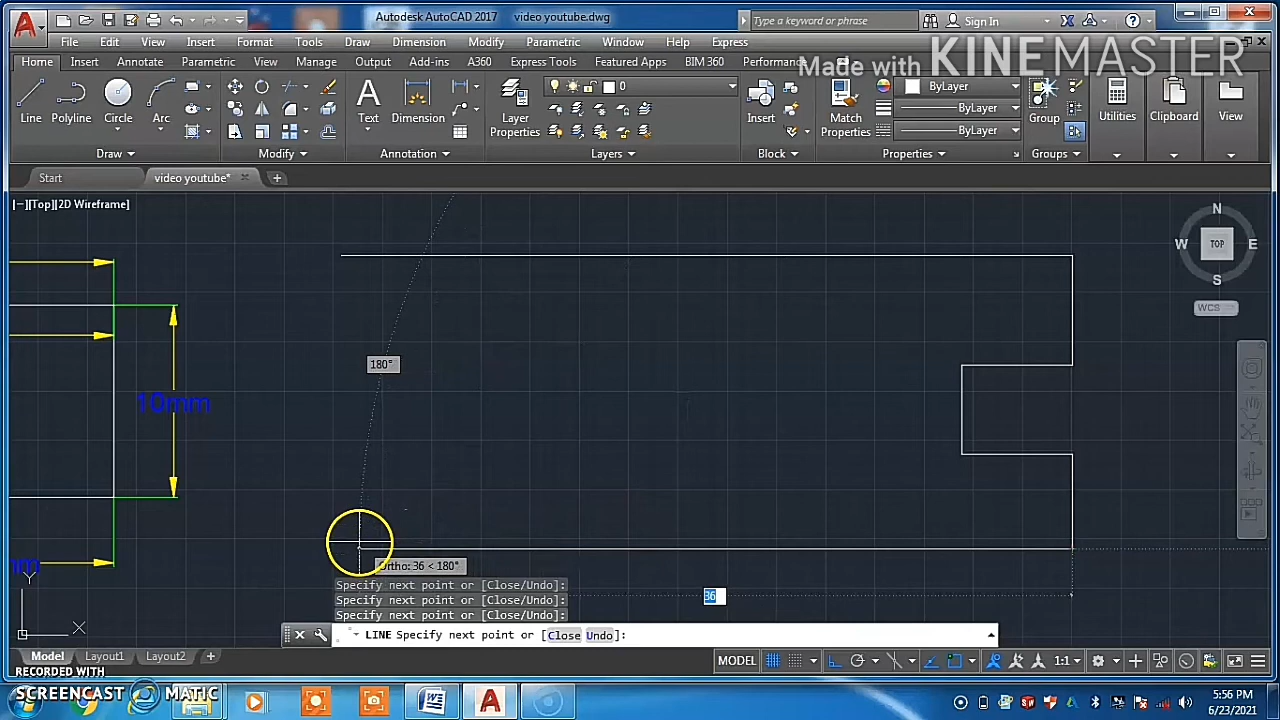 Autodesk AutoCAD 2017 video youtube.dwg
Type a keyword or phrase
Sign In
File Edit View Insert Format Tools Draw Dimension Modify Parametric Window Help Express
Made with KINEMASTER
Home Insert Annotate Parametric View Manage Output Add-ins A360 Express Tools Featured Apps BIM 360 Performance
0
ByLayer
ByLayer
ByLayer
Line Polyline Circle Arc
Text Dimension
Layer
Properties
Insert
Match
Properties
Group
Utilities
Clipboard
View
Draw Modify Annotation Layers Block Properties Groups
Start
video youtube*
[−][Top][2D Wireframe]
N
W
TOP
E
S
WCS
180°
10mm
Ortho: 36 < 180°
Specify next point or [Close/Undo]:
Specify next point or [Close/Undo]:
Specify next point or [Close/Undo]:
36
Y
X
LINE Specify next point or [Close Undo]:
Model Layout1 Layout2
MODEL
1:1
RECORDED WITH
SCREENCAST MATIC
5:56 PM
6/23/2021